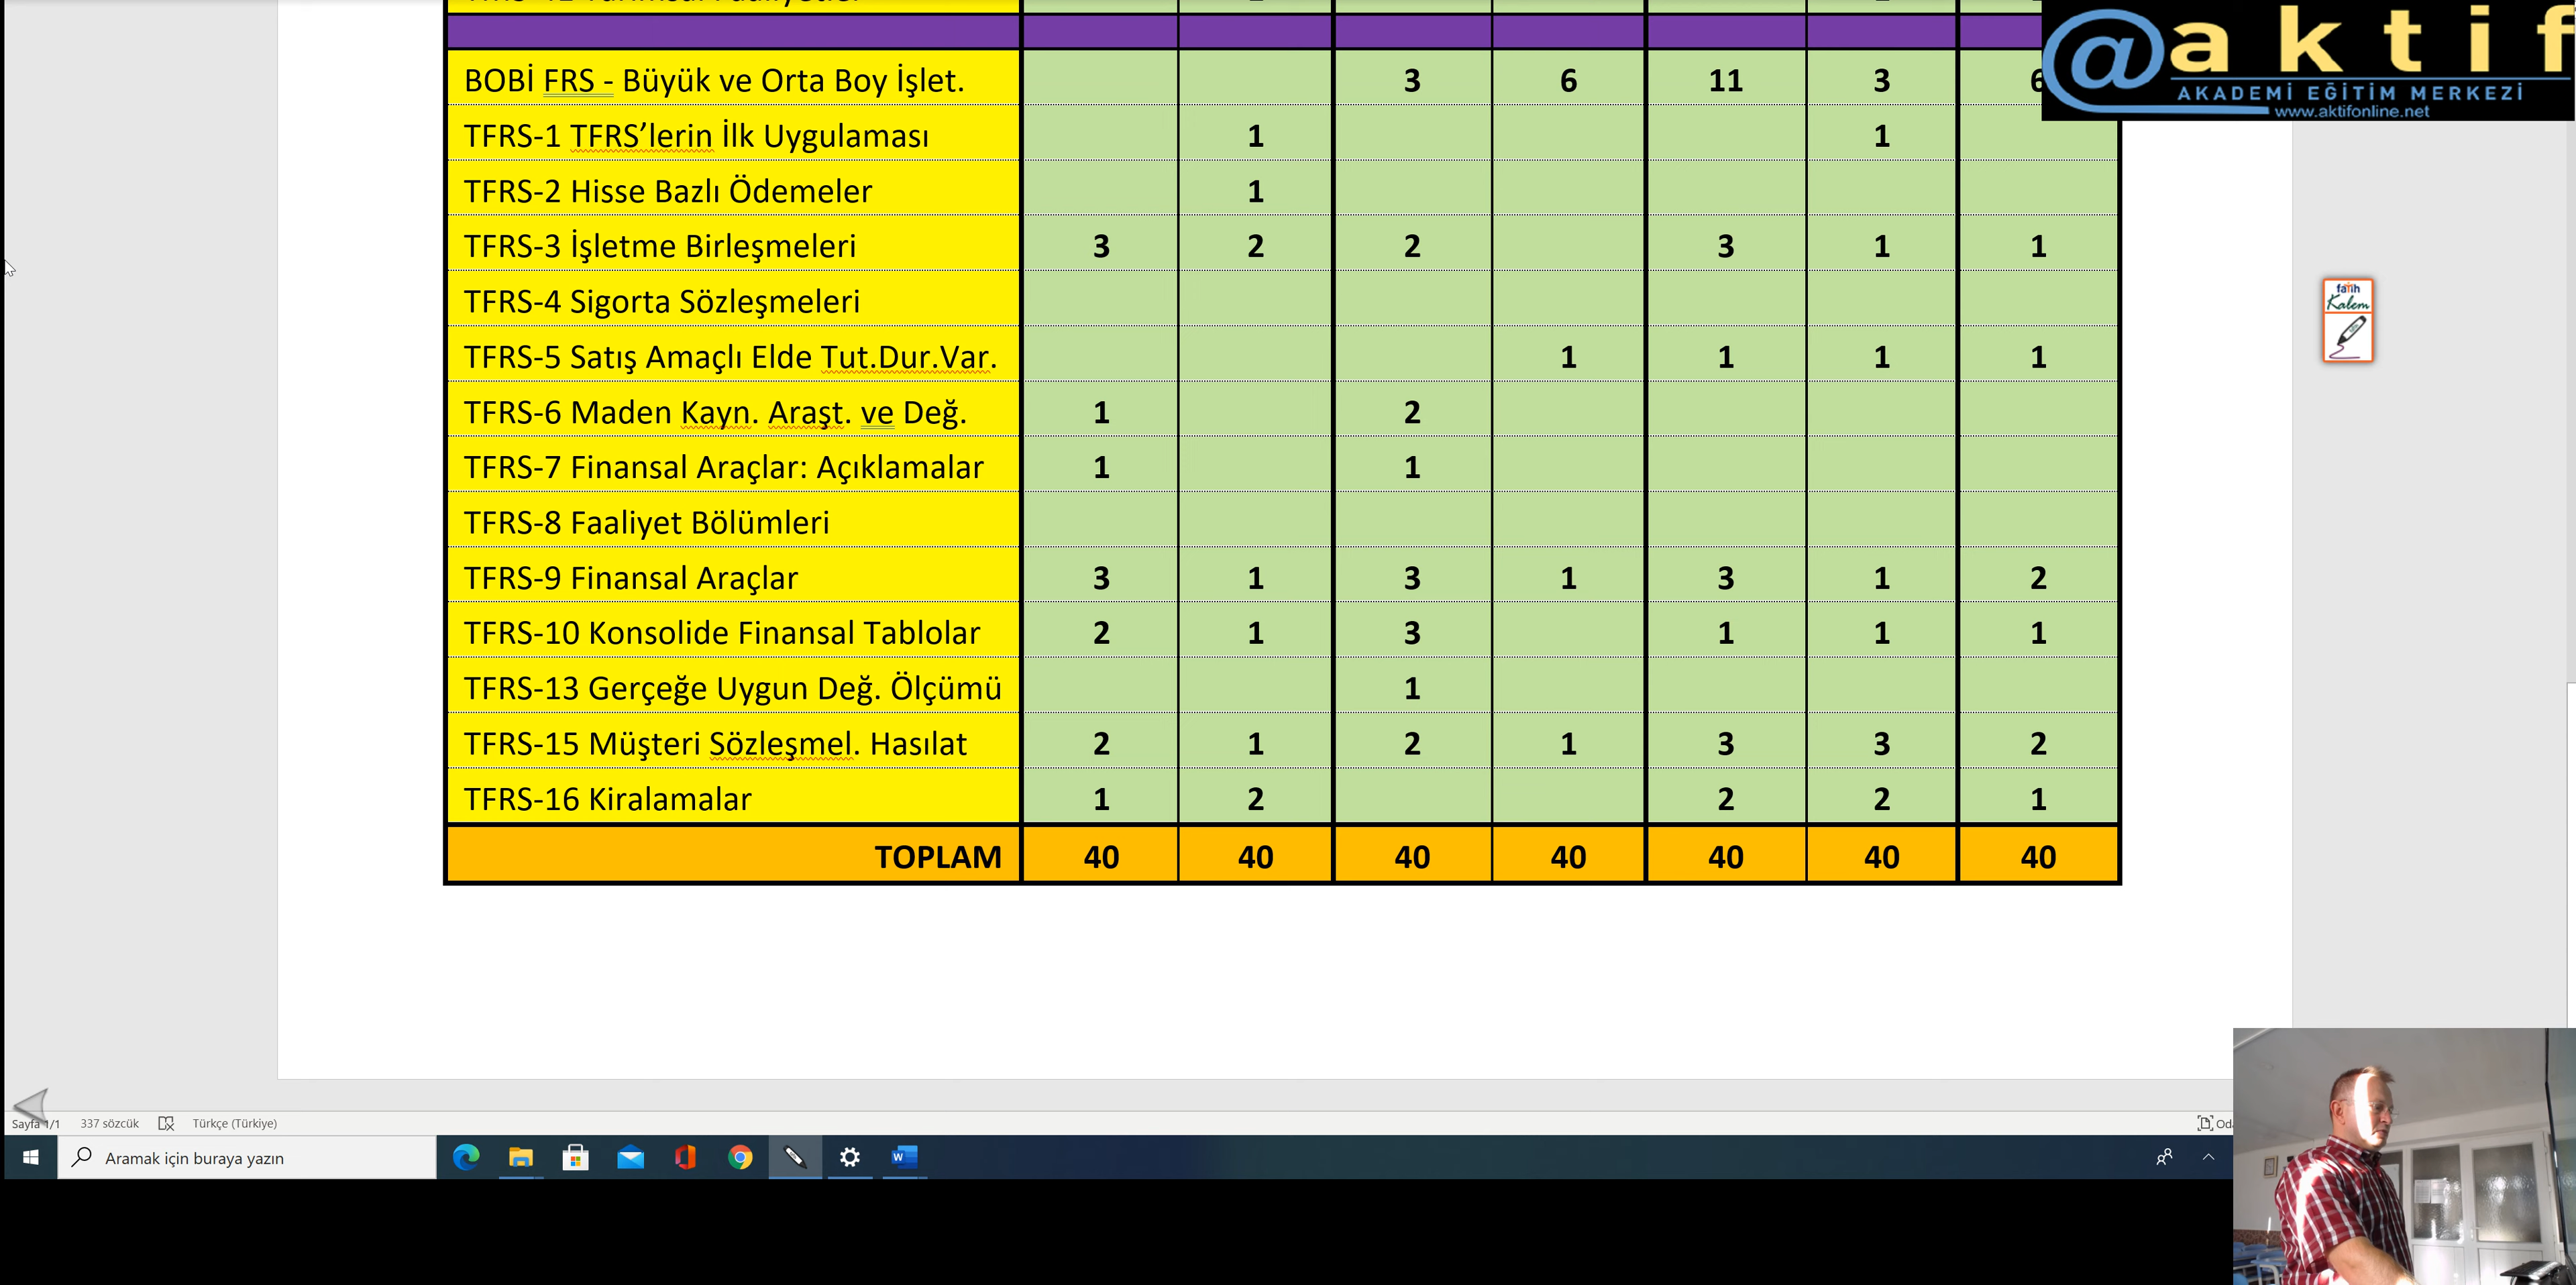 @aktif
AKADEMİ EĞİTİM MERKEZİ
www.aktifonline.net
BOBİ FRS - Büyük ve Orta Boy İşlet. 3 6 11 3 6
TFRS-1 TFRS’lerin İlk Uygulaması 1 1
TFRS-2 Hisse Bazlı Ödemeler 1
TFRS-3 İşletme Birleşmeleri 3 2 2 3 1 1
TFRS-4 Sigorta Sözleşmeleri
TFRS-5 Satış Amaçlı Elde Tut.Dur.Var. 1 1 1 1
TFRS-6 Maden Kayn. Araşt. ve Değ. 1 2
TFRS-7 Finansal Araçlar: Açıklamalar 1 1
TFRS-8 Faaliyet Bölümleri
TFRS-9 Finansal Araçlar 3 1 3 1 3 1 2
TFRS-10 Konsolide Finansal Tablolar 2 1 3 1 1 1
TFRS-13 Gerçeğe Uygun Değ. Ölçümü 1
TFRS-15 Müşteri Sözleşmel. Hasılat 2 1 2 1 3 3 2
TFRS-16 Kiralamalar 1 2 2 2 1
TOPLAM 40 40 40 40 40 40 40
fatih
Kalem
Sayfa 1/1 337 sözcük Türkçe (Türkiye)
Aramak için buraya yazın